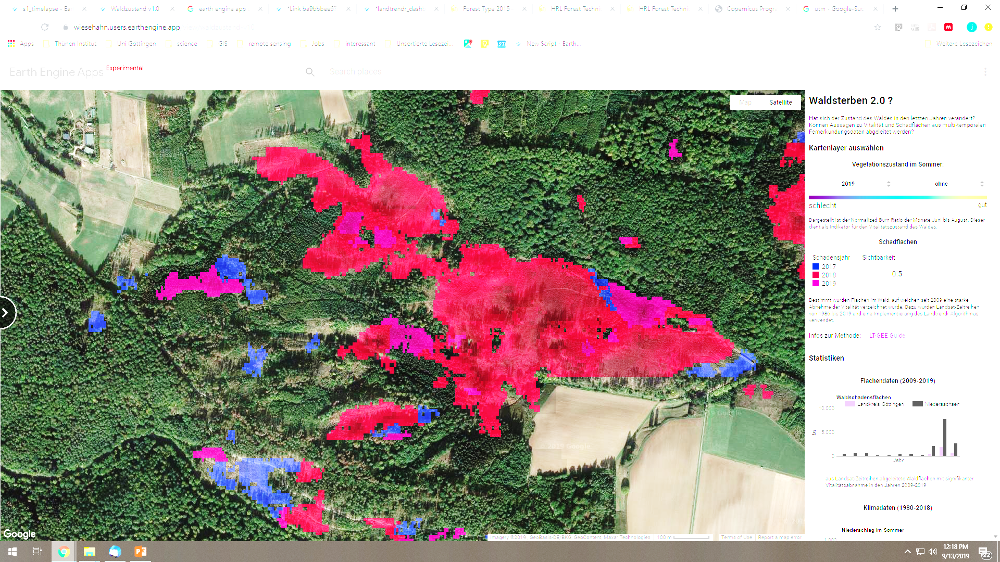 s1_timelapse - Ea
Waldzustand v1.0
earth engine app
*Link ba9bbbee6
*landtrendr_dash
Forest Type 2015
HRL Forest Techni
HRL Forest Techni
Copernicus Progr
utm - Google-Suc
wiesehahn.users.earthengine.app
Apps
Thünen Institut
Uni Göttingen
science
GIS
remote sensing
Jobs
interessant
Unsortierte Lesezei...
27
New Script - Earth...
Weitere Lesezeichen
Earth Engine Apps Experimental
Search places
Map
Satellite
Waldsterben 2.0 ?
Hat sich der Zustand des Waldes in den letzten Jahren verändert?
Können Aussagen zu Vitalität und Schadflächen aus multi-temporalen
Fernerkundungsdaten abgeleitet werden?
Kartenlayer auswählen
Vegetationszustand im Sommer:
2019
ohne
schlecht
gut
Dargestellt ist der Normalized Burn Ratio der Monate Juni bis August. Dieser
dient als Indikator für den Vitalitätszustand des Waldes.
Schadflächen
Schadensjahr
Sichtbarkeit
2017
2018
2019
0.5
Bestimmt wurden Flächen im Wald, auf welchen seit 2009 eine starke
Abnahme der Vitalität verzeichnet wurde. Dazu wurden Landsat-Zeitreihen
von 1986 bis 2019 und eine Implementierung des Landtrendr Algorithmus
verwendet.
Infos zur Methode:
LT-GEE Guide
Statistiken
Flächendaten (2009-2019)
Waldschadensflächen
Landkreis Göttingen
Niedersachsen
10.000
5.000
0
ha
Jahr
aus Landsat-Zeitreihen abgeleitete Waldflächen mit signifikanter
Vitalitätsabnahme in den Jahren 2009-2019
Klimadaten (1980-2018)
Niederschlag im Sommer
© 2019 Google
Google
Imagery ©2019 , GeoBasis-DE/BKG, GeoContent, Maxar Technologies
100 m
Terms of Use
Report a map error
12:18 PM
9/13/2019
22